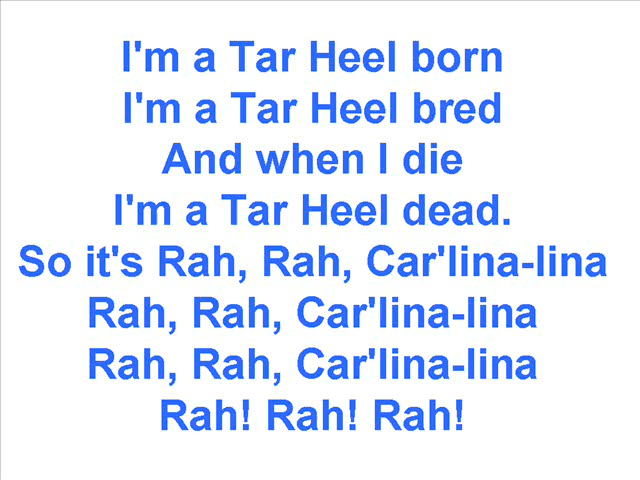 I'm a Tar Heel born
I'm a Tar Heel bred
And when I die
I'm a Tar Heel dead.
So it's Rah, Rah, Car'lina-lina
Rah, Rah, Car'lina-lina
Rah, Rah, Car'lina-lina
Rah! Rah! Rah!